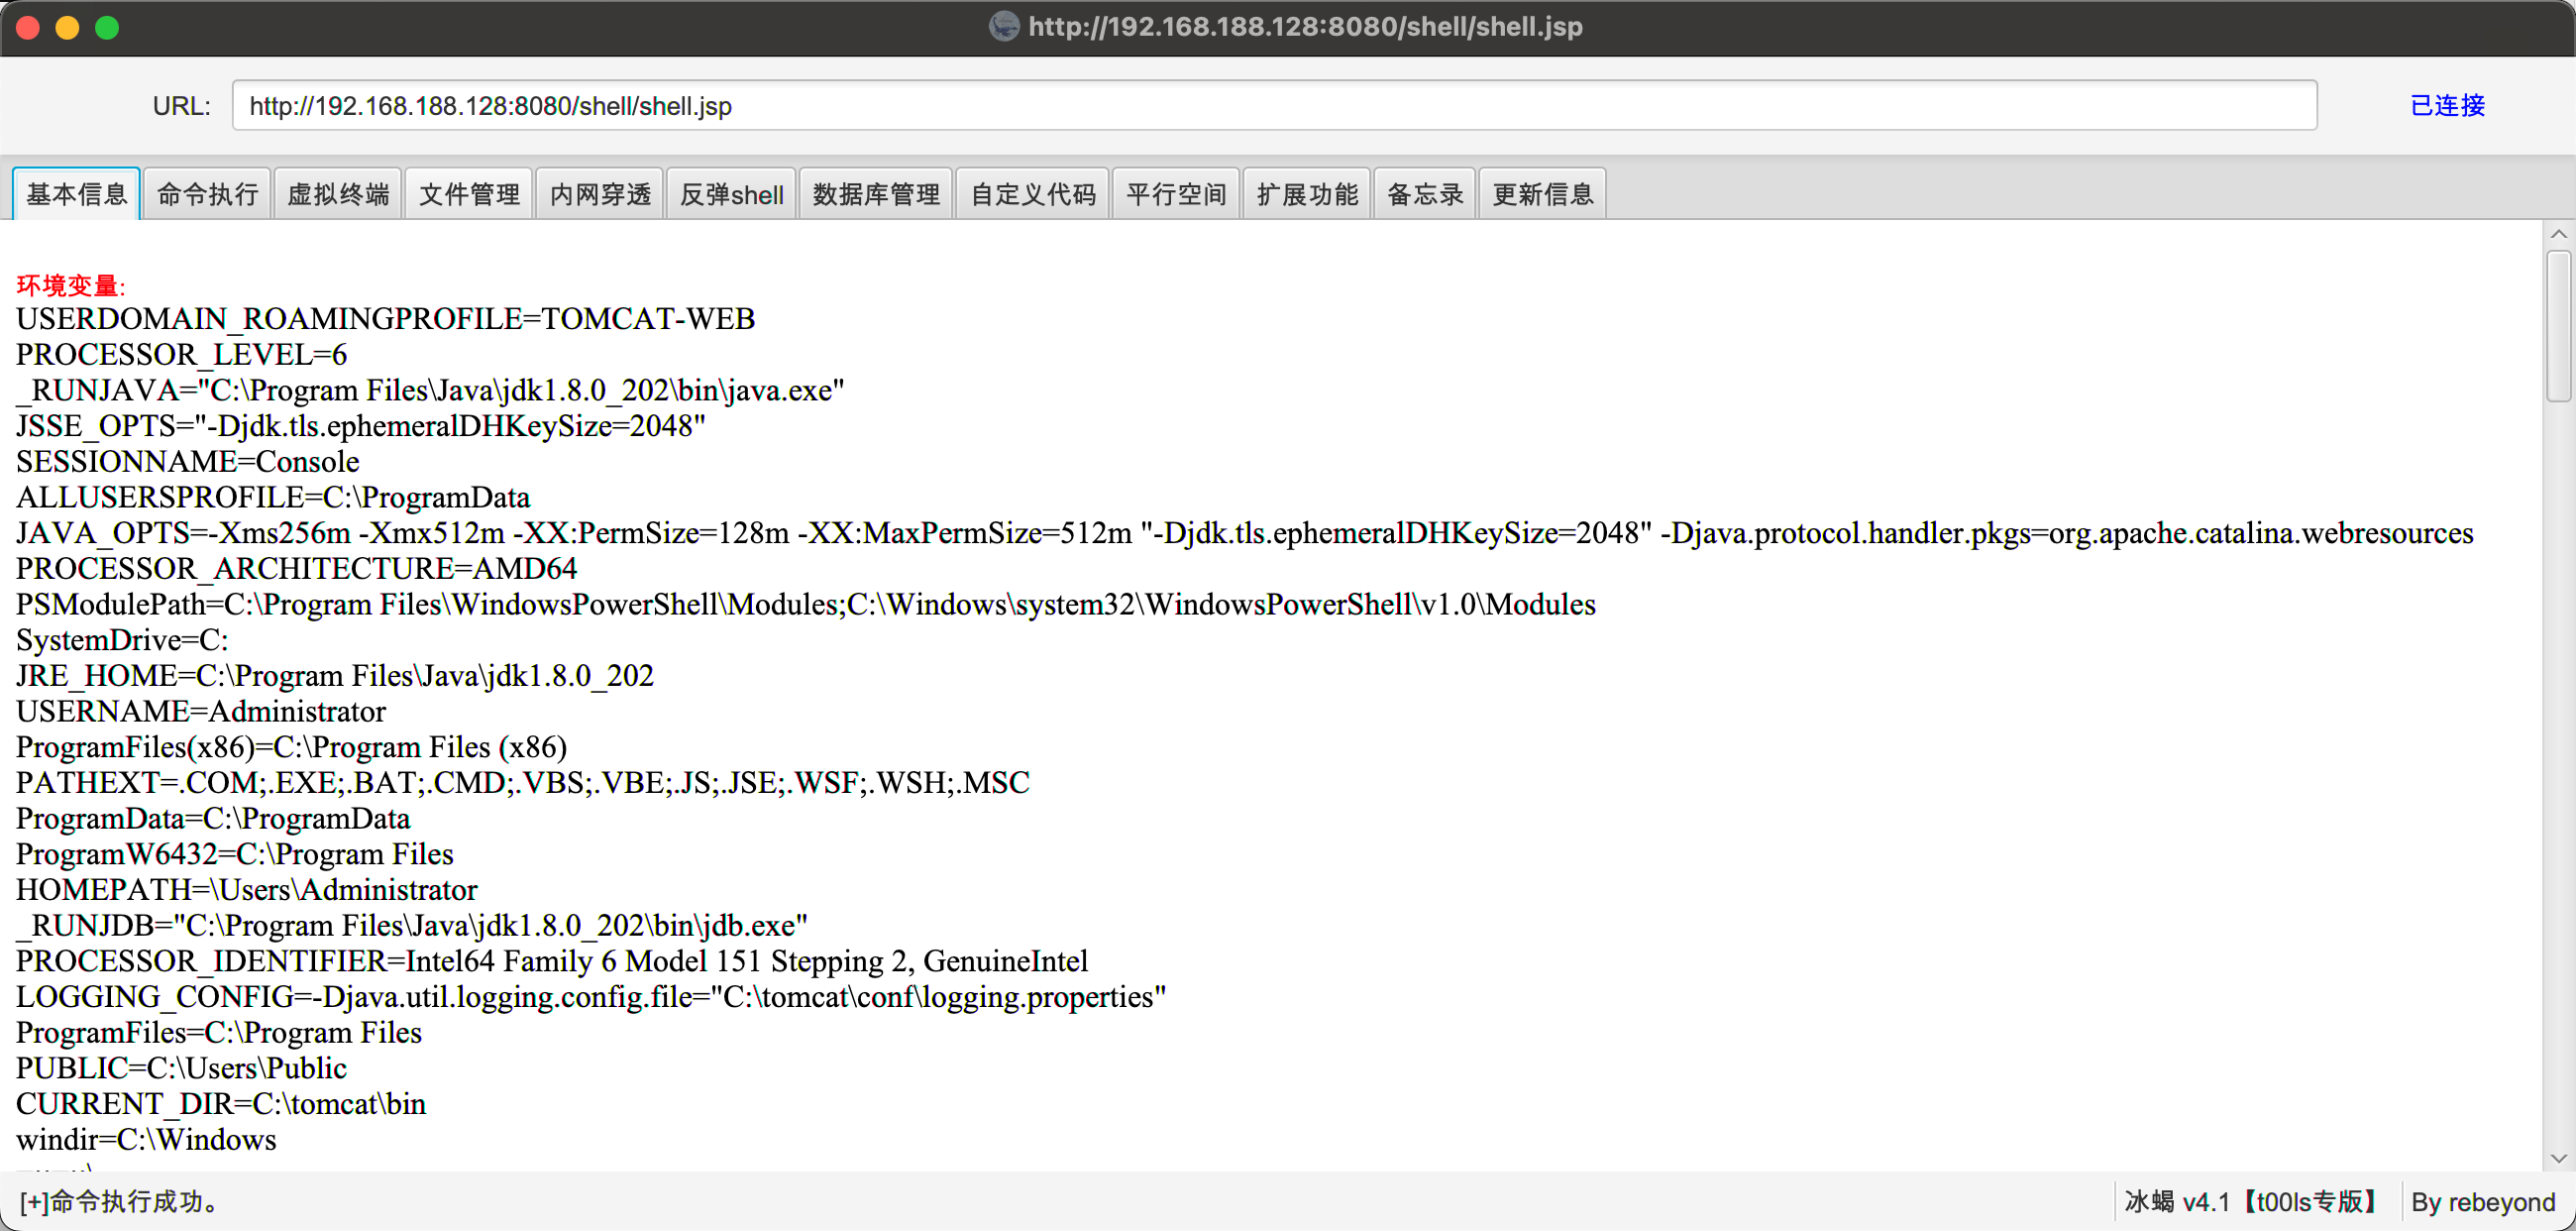 http://192.168.188.128:8080/shell/shell.jsp
URL: http://192.168.188.128:8080/shell/shell.jsp 已连接
基本信息 命令执行 虚拟终端 文件管理 内网穿透 反弹shell 数据库管理 自定义代码 平行空间 扩展功能 备忘录 更新信息
环境变量:
USERDOMAIN_ROAMINGPROFILE=TOMCAT-WEB
PROCESSOR_LEVEL=6
_RUNJAVA="C:\Program Files\Java\jdk1.8.0_202\bin\java.exe"
JSSE_OPTS="-Djdk.tls.ephemeralDHKeySize=2048"
SESSIONNAME=Console
ALLUSERSPROFILE=C:\ProgramData
JAVA_OPTS=-Xms256m -Xmx512m -XX:PermSize=128m -XX:MaxPermSize=512m "-Djdk.tls.ephemeralDHKeySize=2048" -Djava.protocol.handler.pkgs=org.apache.catalina.webresources
PROCESSOR_ARCHITECTURE=AMD64
PSModulePath=C:\Program Files\WindowsPowerShell\Modules;C:\Windows\system32\WindowsPowerShell\v1.0\Modules
SystemDrive=C:
JRE_HOME=C:\Program Files\Java\jdk1.8.0_202
USERNAME=Administrator
ProgramFiles(x86)=C:\Program Files (x86)
PATHEXT=.COM;.EXE;.BAT;.CMD;.VBS;.VBE;.JS;.JSE;.WSF;.WSH;.MSC
ProgramData=C:\ProgramData
ProgramW6432=C:\Program Files
HOMEPATH=\Users\Administrator
_RUNJDB="C:\Program Files\Java\jdk1.8.0_202\bin\jdb.exe"
PROCESSOR_IDENTIFIER=Intel64 Family 6 Model 151 Stepping 2, GenuineIntel
LOGGING_CONFIG=-Djava.util.logging.config.file="C:\tomcat\conf\logging.properties"
ProgramFiles=C:\Program Files
PUBLIC=C:\Users\Public
CURRENT_DIR=C:\tomcat\bin
windir=C:\Windows
[+]命令执行成功。 冰蝎 v4.1【t00ls专版】 By rebeyond